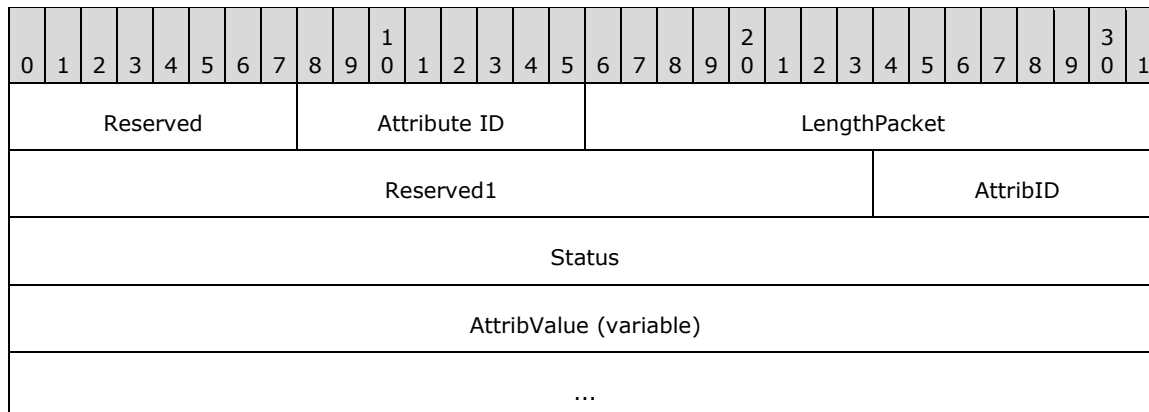 1 2 3
0 1 2 3 4 5 6 7 8 9 0 1 2 3 4 5 6 7 8 9 0 1 2 3 4 5 6 7 8 9 0 1
Reserved Attribute ID LengthPacket
Reserved1 AttribID
Status
AttribValue (variable)
...